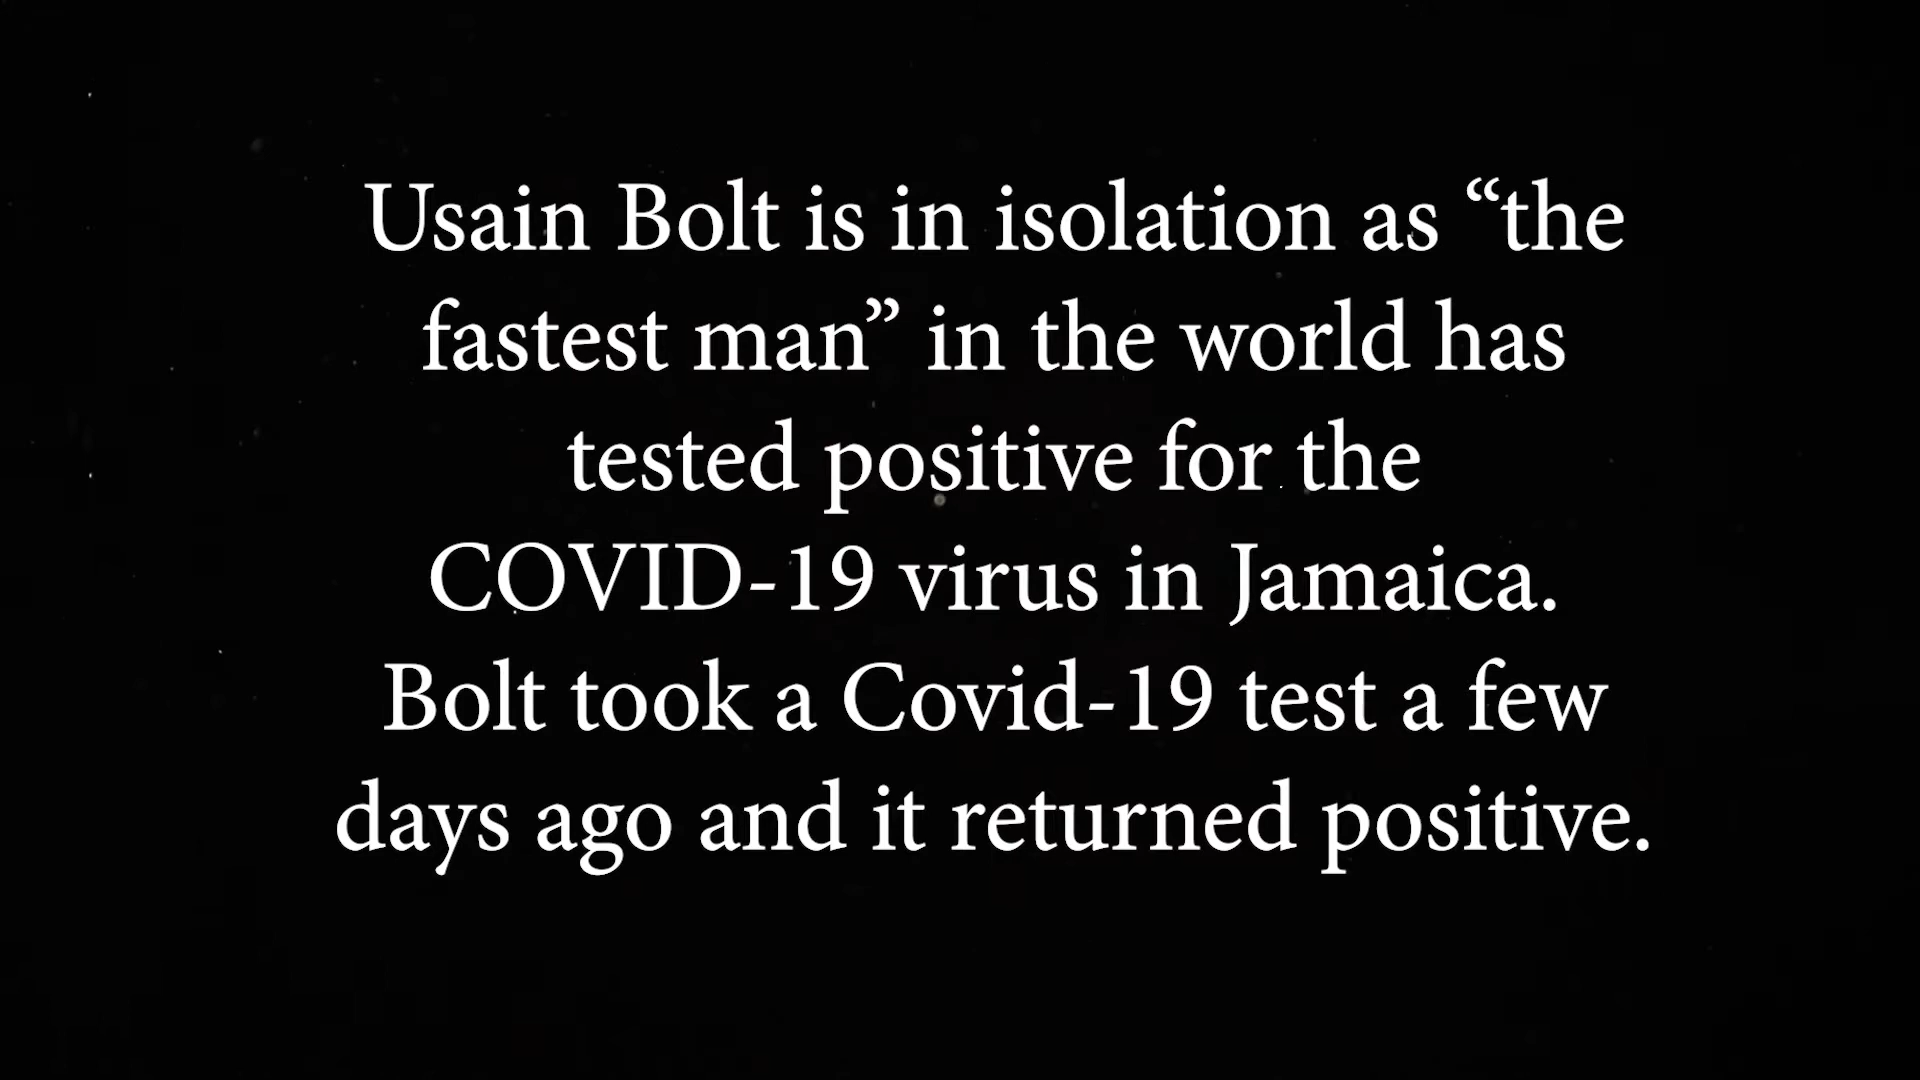 Usain Bolt is in isolation as “the
fastest man” in the world has
tested positive for the
COVID-19 virus in Jamaica.
Bolt took a Covid-19 test a few
days ago and it returned positive.